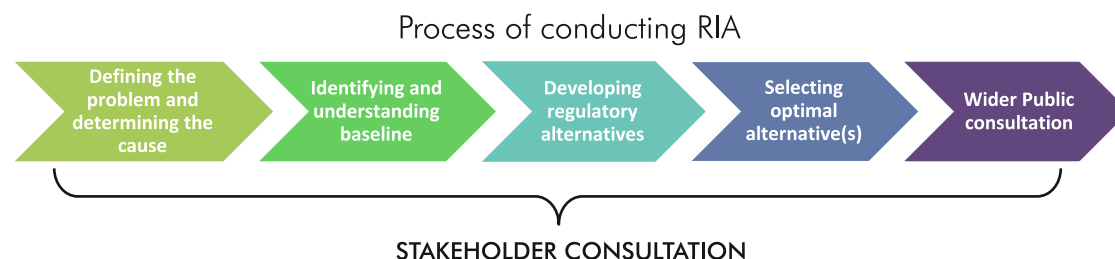 Process of conducting RIA
Defining the
problem and
determining the
cause
Identifying and
understanding
baseline
Developing
regulatory
alternatives
Selecting
optimal
alternative(s)
Wider Public
consultation
STAKEHOLDER CONSULTATION